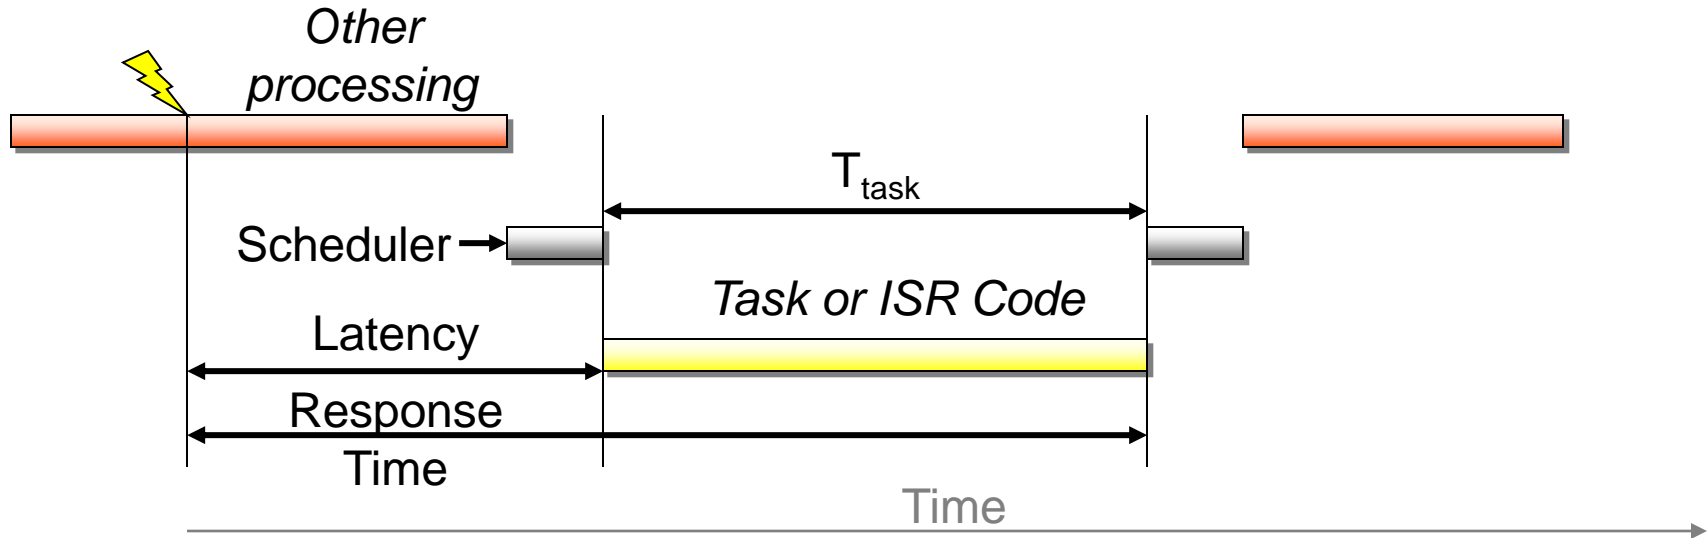 Other
processing
T_task
Scheduler
Task or ISR Code
Latency
Response
Time
Time